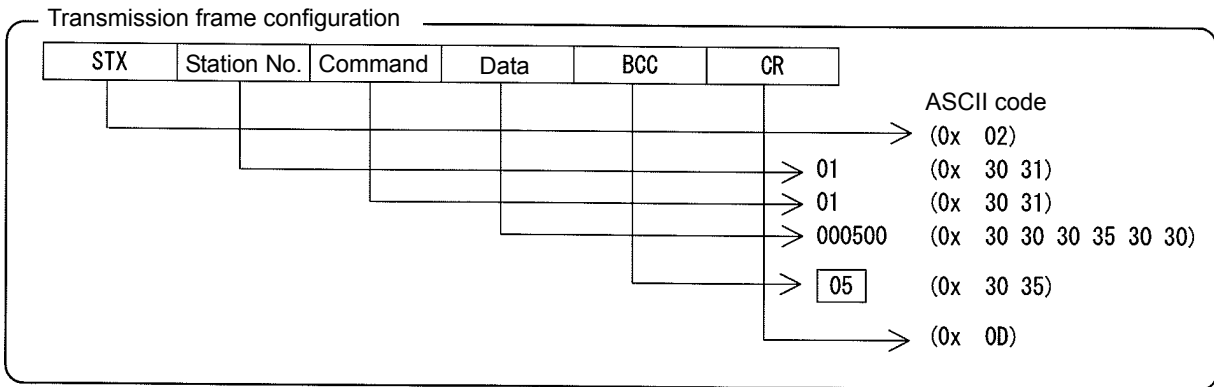 Transmission frame configuration
STX Station No. Command Data BCC CR
ASCII code
(0x 02)
01 (0x 30 31)
01 (0x 30 31)
000500 (0x 30 30 30 35 30 30)
05 (0x 30 35)
(0x 0D)